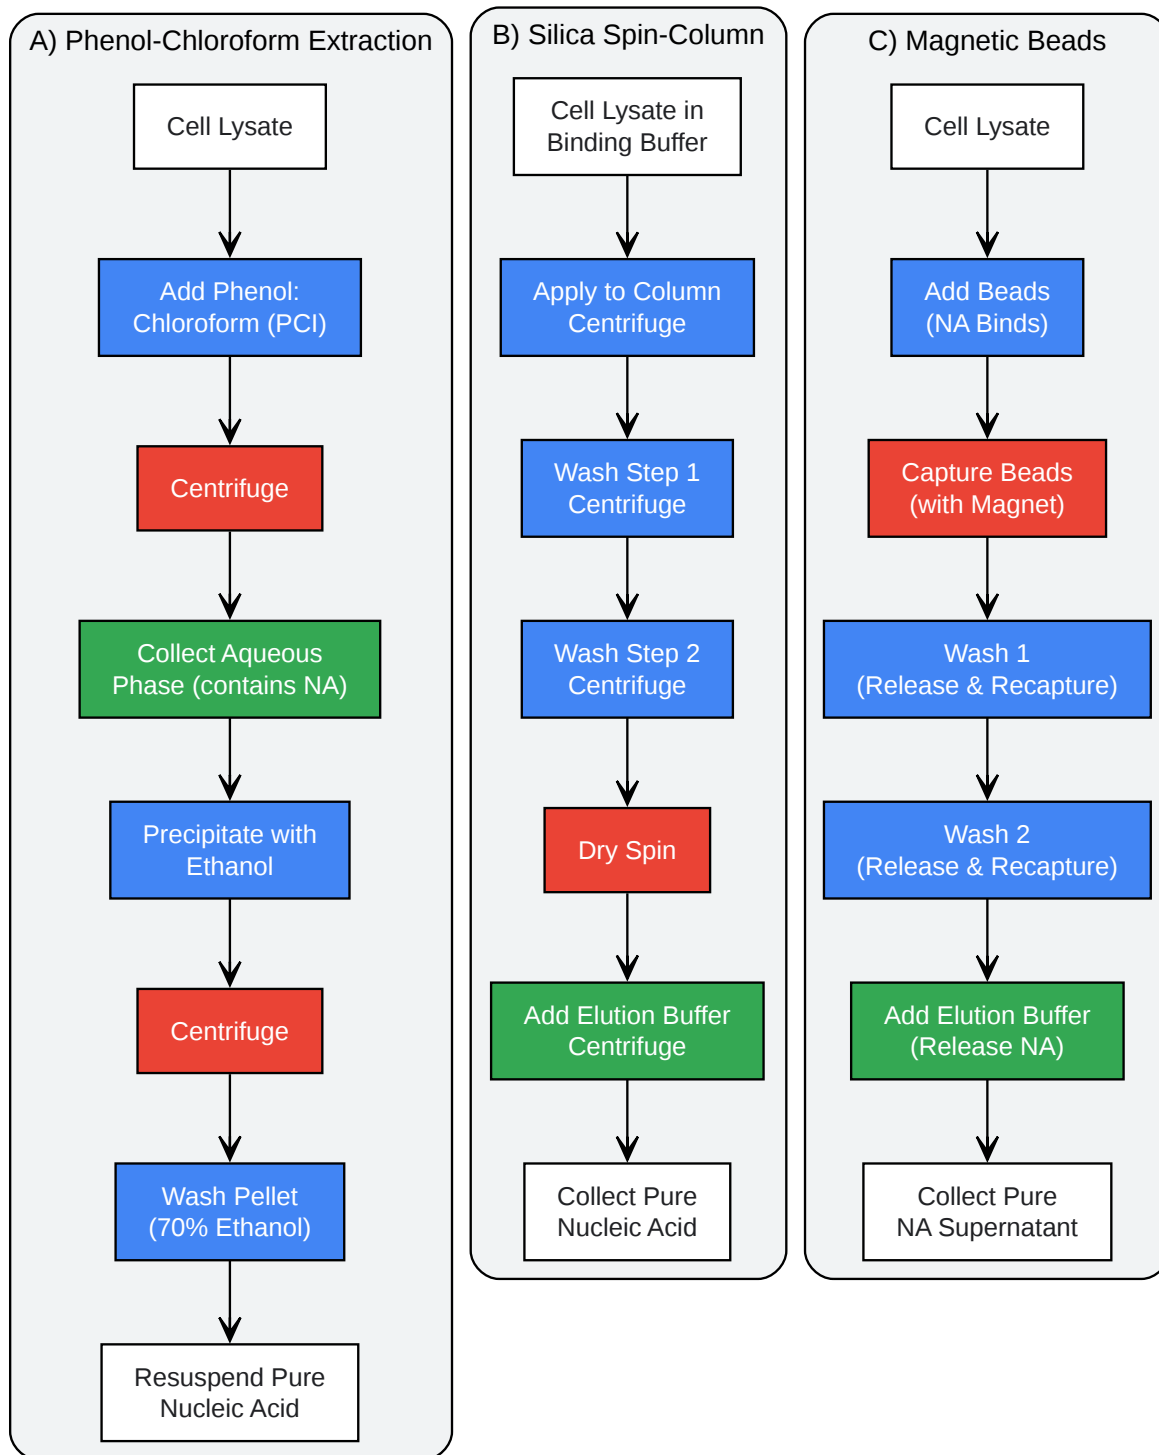 A) Phenol-Chloroform Extraction
Cell Lysate
Add Phenol:
Chloroform (PCI)
Centrifuge
Collect Aqueous
Phase (contains NA)
Precipitate with
Ethanol
Centrifuge
Wash Pellet
(70% Ethanol)
Resuspend Pure
Nucleic Acid
B) Silica Spin-Column
Cell Lysate in
Binding Buffer
Apply to Column
Centrifuge
Wash Step 1
Centrifuge
Wash Step 2
Centrifuge
Dry Spin
Add Elution Buffer
Centrifuge
Collect Pure
Nucleic Acid
C) Magnetic Beads
Cell Lysate
Add Beads
(NA Binds)
Capture Beads
(with Magnet)
Wash 1
(Release & Recapture)
Wash 2
(Release & Recapture)
Add Elution Buffer
(Release NA)
Collect Pure
NA Supernatant